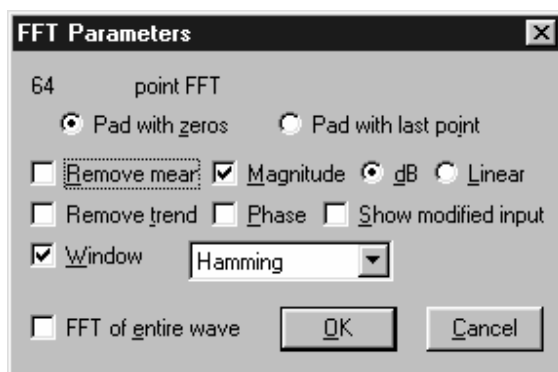 FFT Parameters
64 point FFT
Pad with zeros Pad with last point
Remove mear Magnitude dB Linear
Remove trend Phase Show modified input
Window Hamming
FFT of entire wave OK Cancel